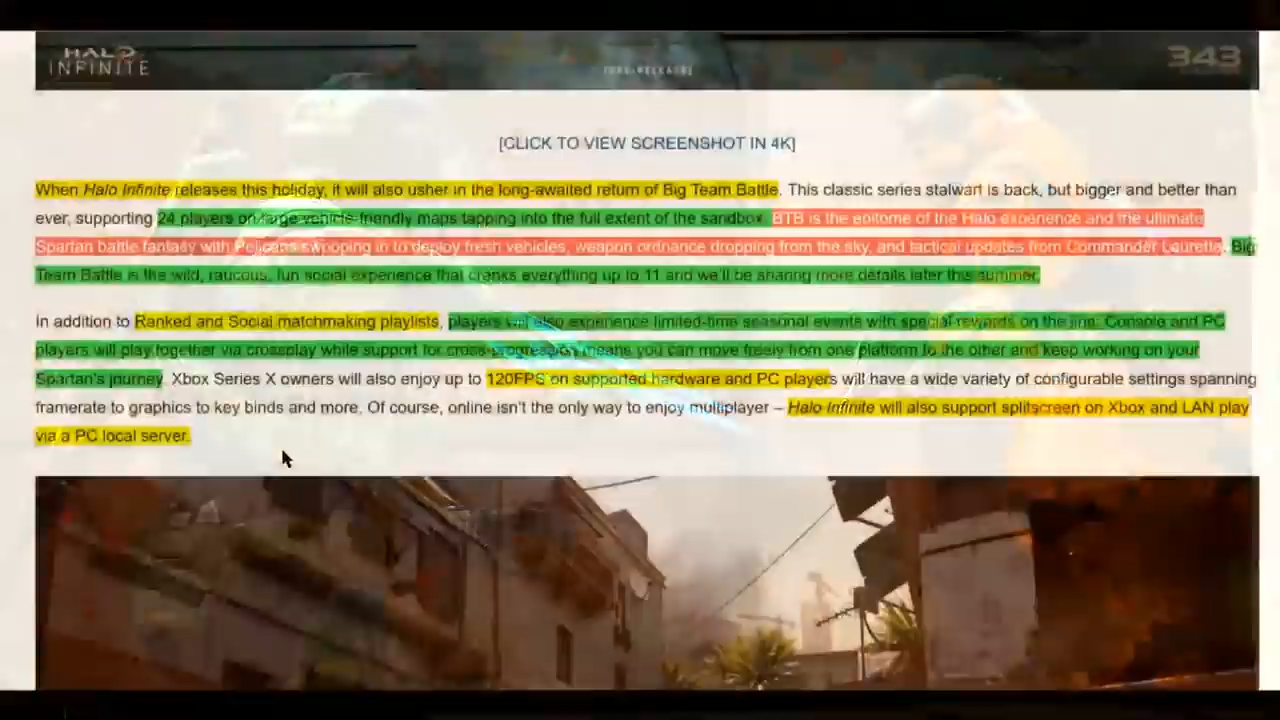 HALO
INFINITE
343
[CLICK TO VIEW SCREENSHOT IN 4K]
When Halo Infinite releases this holiday, it will also usher in the long-awaited return of Big Team Battle. This classic series stalwart is back, but bigger and better than
ever, supporting 24 players on large vehicle-friendly maps tapping into the full extent of the sandbox. BTB is the epitome of the Halo experience and the ultimate
Spartan battle fantasy with Pelicans swooping in to deploy fresh vehicles, weapon ordnance dropping from the sky, and tactical updates from Commander Laurette. Big
Team Battle is the wild, raucous, fun social experience that cranks everything up to 11 and we'll be sharing more details later this summer.
In addition to Ranked and Social matchmaking playlists, players will also experience limited-time seasonal events with special rewards on the line. Console and PC
players will play together via crossplay while support for cross-progression means you can move freely from one platform to the other and keep working on your
Spartan's journey. Xbox Series X owners will also enjoy up to 120FPS on supported hardware and PC players will have a wide variety of configurable settings spanning
framerate to graphics to key binds and more. Of course, online isn't the only way to enjoy multiplayer – Halo Infinite will also support splitscreen on Xbox and LAN play
via a PC local server.